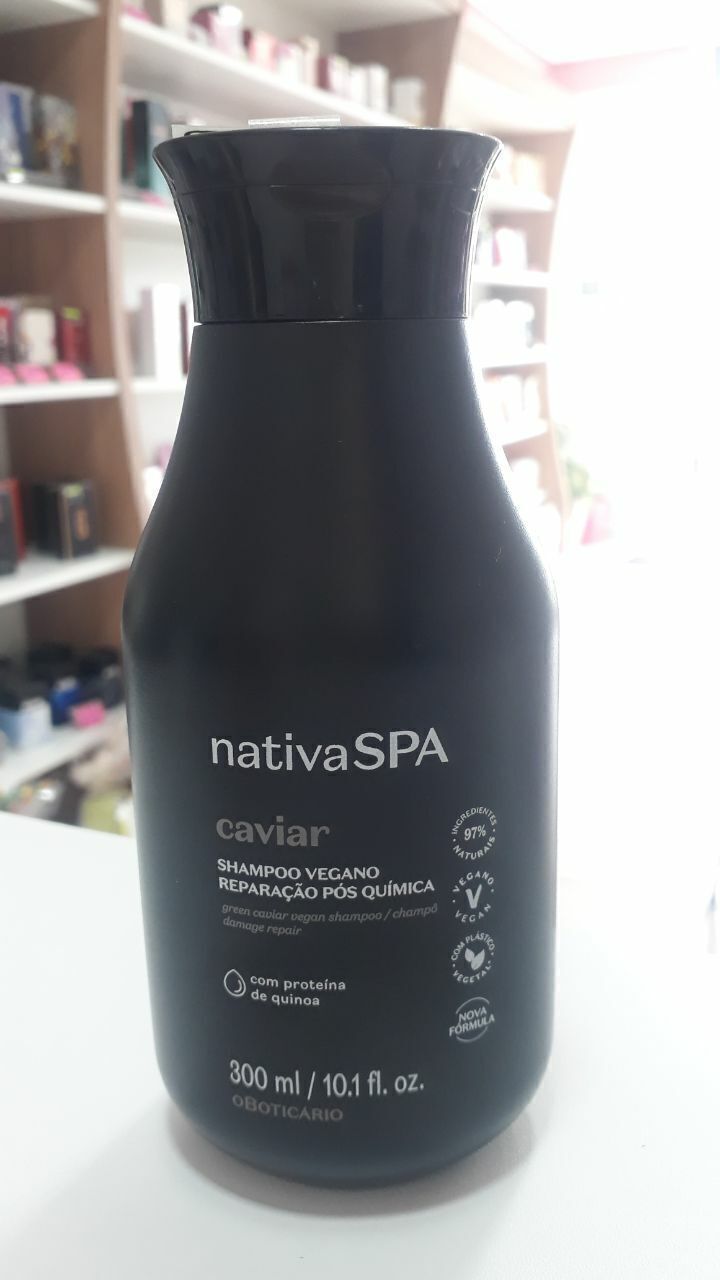 nativaSPA
caviar
SHAMPOO VEGANO
REPARAÇÃO PÓS QUÍMICA
green caviar vegan shampoo / champô
damage repair
com proteína
de quinoa
300 ml / 10.1 fl. oz.
oBOTICÁRIO
INGREDIENTES
97%
NATURAIS
VEGANO
VEGAN
COM PLÁSTICO
VEGETAL
NOVA
FÓRMULA